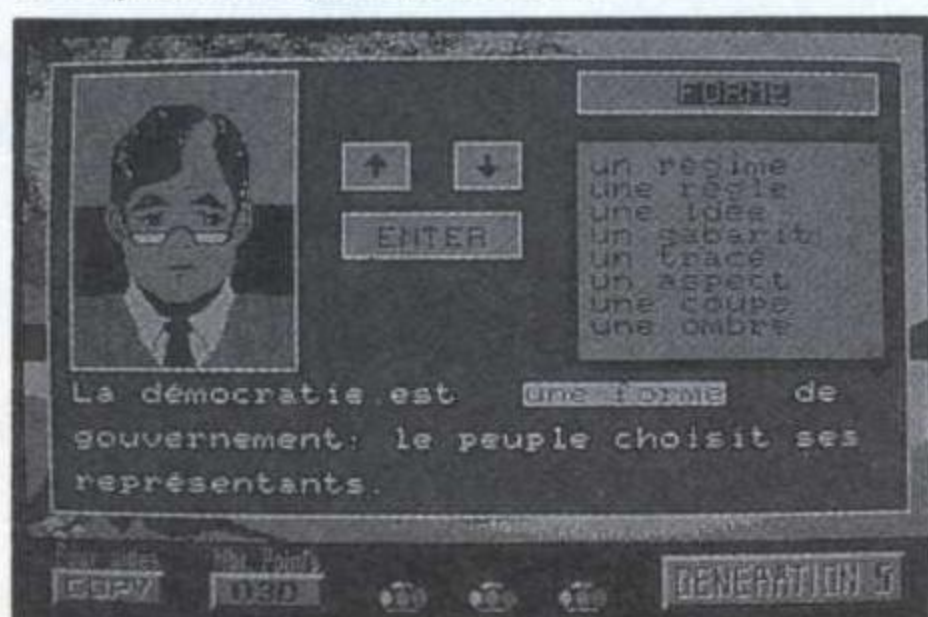 FORME
ENTER
un régime
une règle
une idée
un gabarit
un tracé
un aspect
une coupe
une ombre
La démocratie est une forme de
gouvernement: le peuple choisit ses
représentants.
COPY
030
GENERATION 5